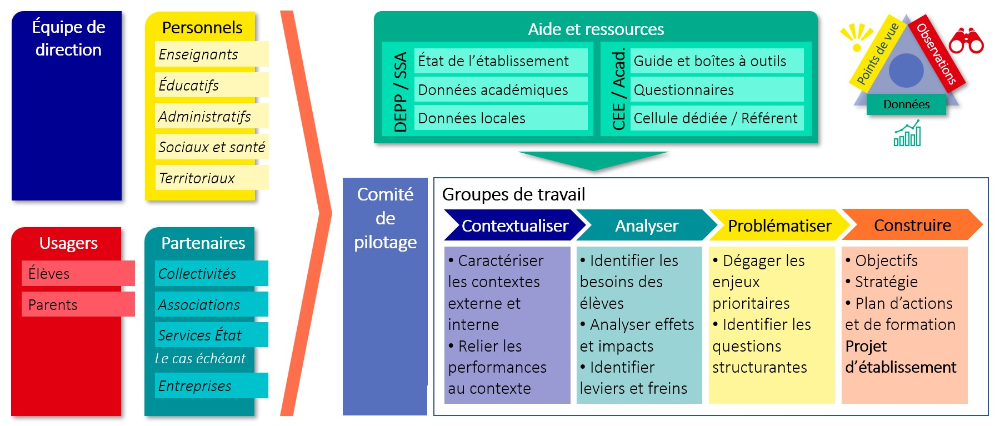 Équipe de
direction
Personnels
Enseignants
Éducatifs
Administratifs
Sociaux et santé
Territoriaux
Usagers
Élèves
Parents
Partenaires
Collectivités
Associations
Services État
Le cas échéant
Entreprises
Aide et ressources
DEPP / SSA
État de l’établissement
Données académiques
Données locales
CEE / Acad.
Guide et boîtes à outils
Questionnaires
Cellule dédiée / Référent
Points de vue
Observations
Données
Comité
de
pilotage
Groupes de travail
Contextualiser
• Caractériser
les contextes
externe et
interne
• Relier les
performances
au contexte
Analyser
• Identifier les
besoins des
élèves
• Analyser effets
et impacts
• Identifier
leviers et freins
Problématiser
• Dégager les
enjeux
prioritaires
• Identifier les
questions
structurantes
Construire
• Objectifs
• Stratégie
• Plan d’actions
et de formation
Projet
d’établissement